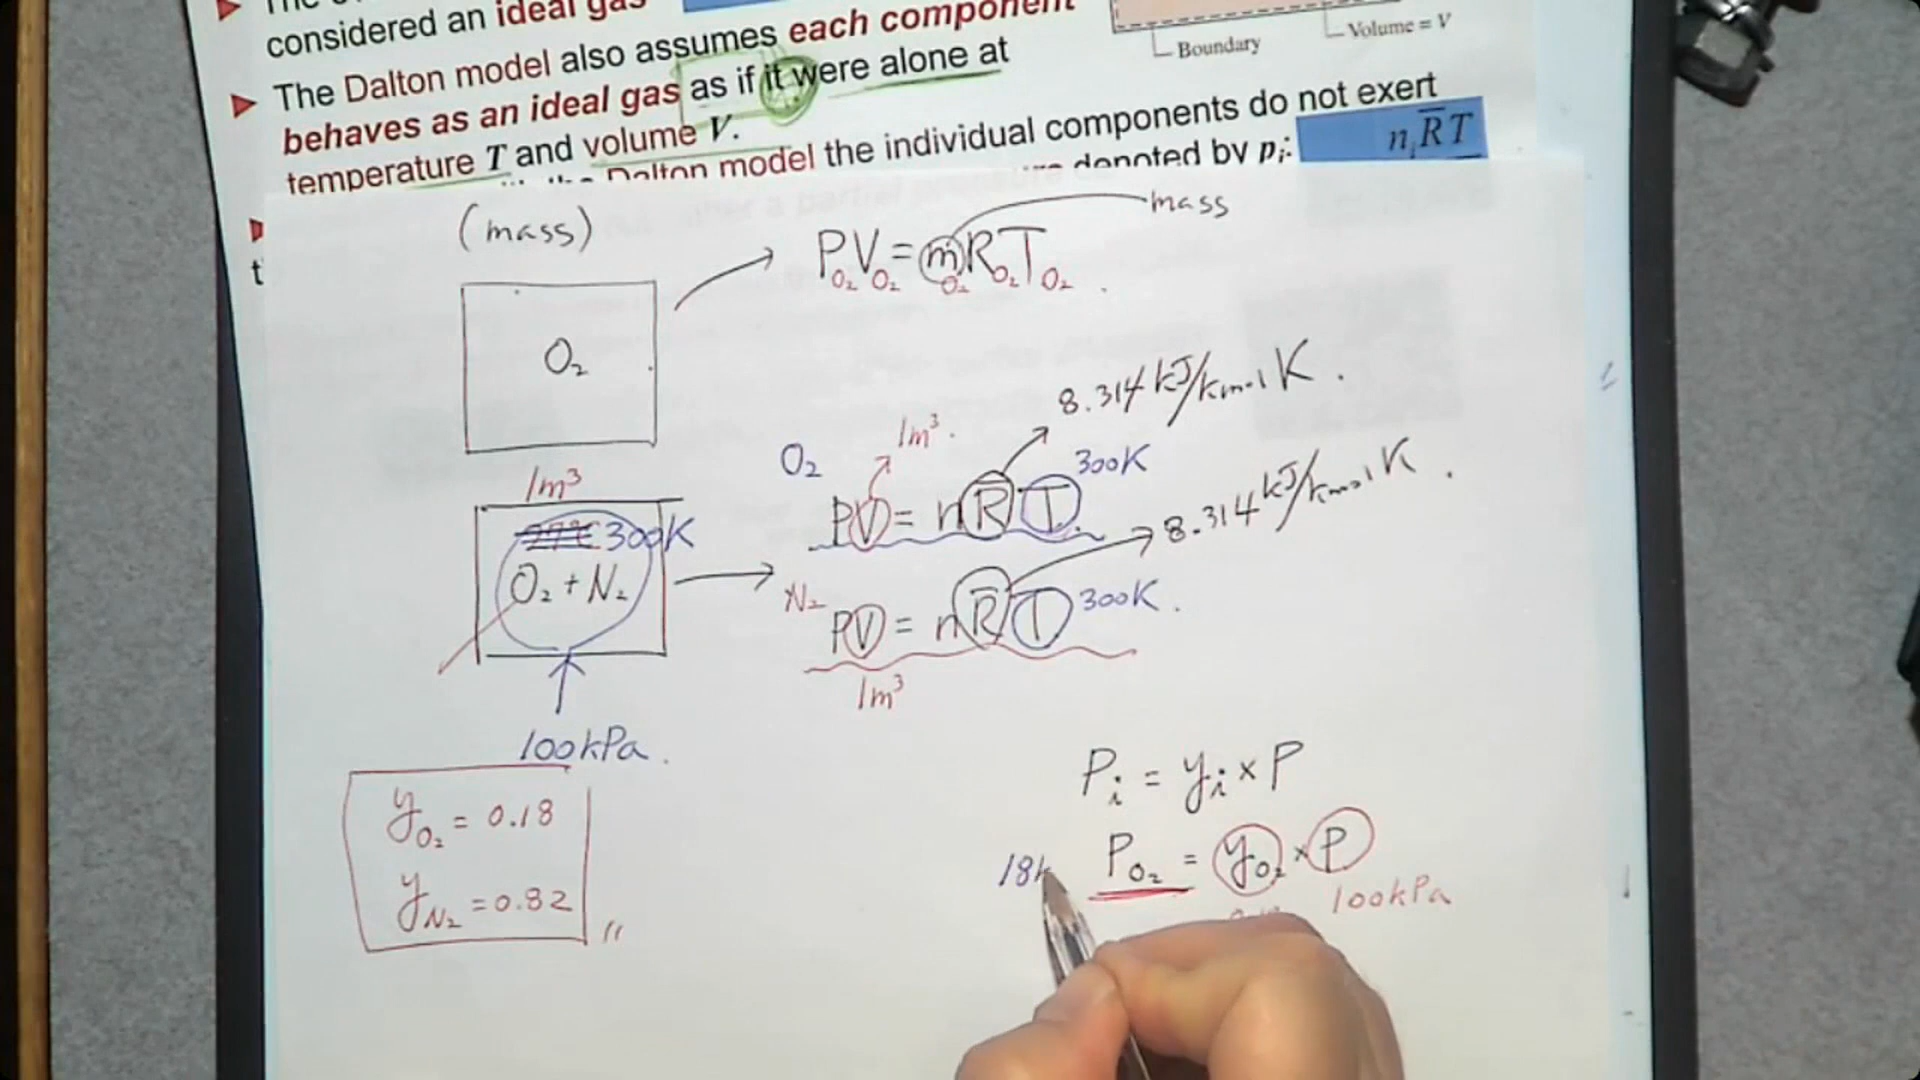 considered an ideal gas
The Dalton model also assumes each component
behaves as an ideal gas as if it were alone at
temperature T and volume V.
Dalton model the individual components do not exert
denoted by pi:
Boundary
Volume = V
niR̅T
t
(mass)
mass
PO₂VO₂ = mO₂RO₂TO₂.
O₂
8.314 kJ/kmol K.
1m³
1m³.
O₂
300K
PV = nR̅T.
8.314 kJ/kmol K.
300K
O₂ + N₂
N₂
PV = nR̅T
300K.
1m³
100kPa.
yO₂ = 0.18
yN₂ = 0.82 "
Pi = yi × P
18k
PO₂ = yO₂ × P
100kPa